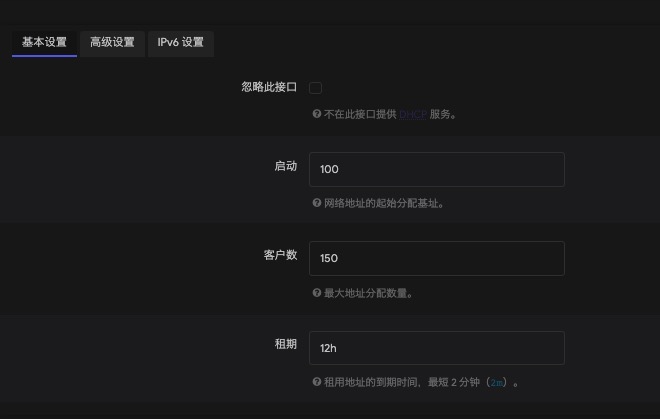 基本设置 高级设置 IPv6 设置
忽略此接口
不在此接口提供 DHCP 服务。
启动 100
网络地址的起始分配基址。
客户数 150
最大地址分配数量。
租期 12h
租用地址的到期时间，最短 2 分钟（2m）。